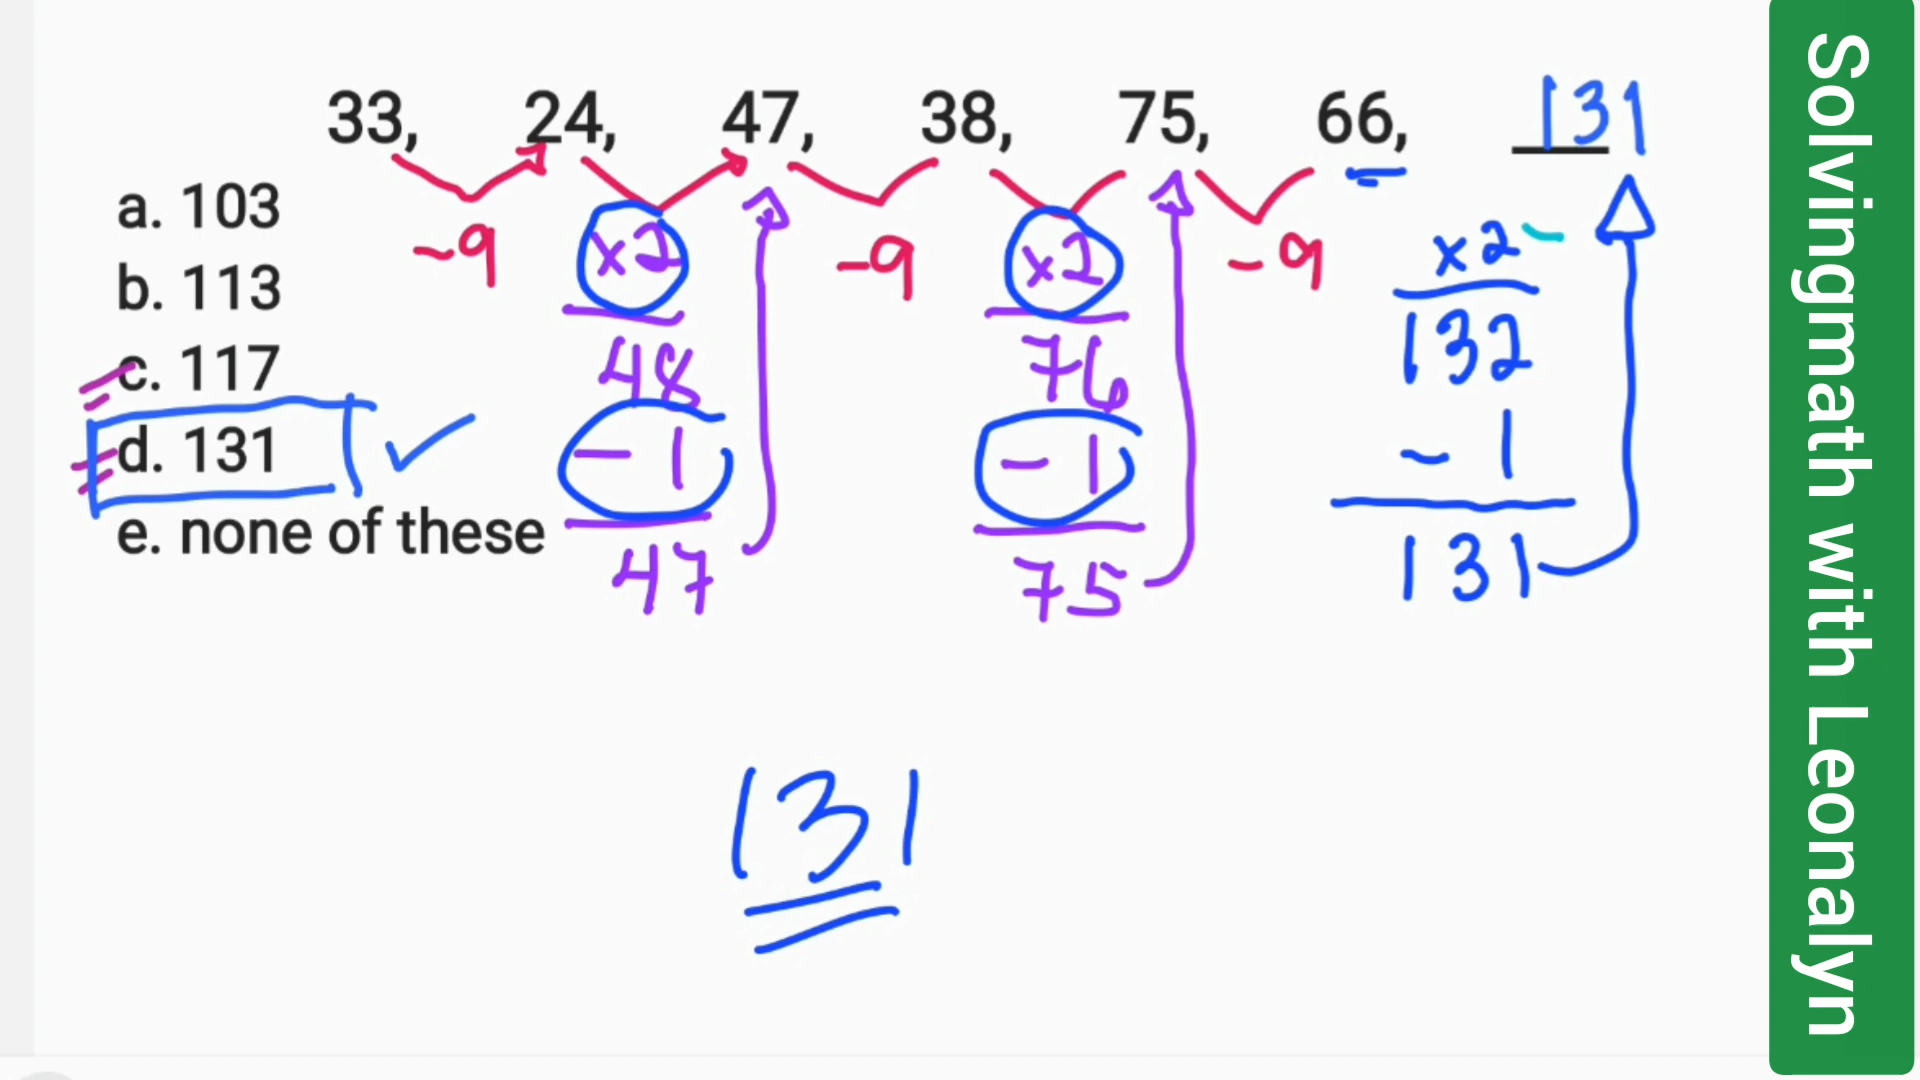 33, 24, 47, 38, 75, 66, 131
a. 103
b. 113
c. 117
d. 131
e. none of these
-9 x2 -9 x2 -9 x2-
48 76 132
-1 -1 -1
47 75 131
131
Solvingmath with Leonalyn